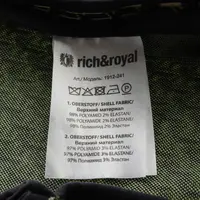 rich&royal
Art./ Модель: 1012-241
1. OBERSTOFF/ SHELL FABRIC/
Верхний материал
98% POLYAMID 2% ELASTAN/
98% POLYAMIDE 2% ELASTANE/
98% Полиамид 2% Эластан
2. OBERSTOFF/ SHELL FABRIC/
Верхний материал
97% POLYAMID 3% ELASTAN/
97% POLYAMIDE 3% ELASTANE/
97% Полиамид 3% Эластан